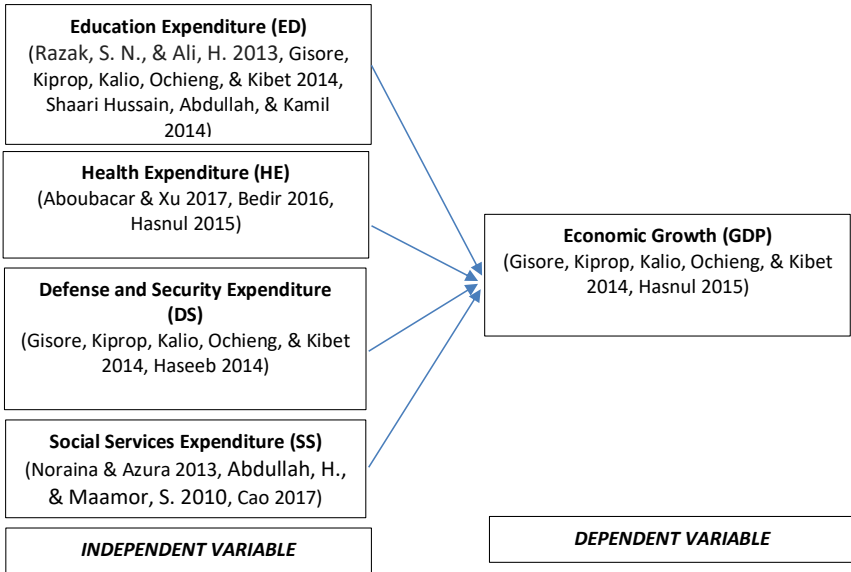 Education Expenditure (ED)
(Razak, S. N., & Ali, H. 2013, Gisore,
Kiprop, Kalio, Ochieng, & Kibet 2014,
Shaari Hussain, Abdullah, & Kamil
2014)
Health Expenditure (HE)
(Aboubacar & Xu 2017, Bedir 2016,
Hasnul 2015)
Defense and Security Expenditure
(DS)
(Gisore, Kiprop, Kalio, Ochieng, & Kibet
2014, Haseeb 2014)
Social Services Expenditure (SS)
(Noraina & Azura 2013, Abdullah, H.,
& Maamor, S. 2010, Cao 2017)
INDEPENDENT VARIABLE
Economic Growth (GDP)
(Gisore, Kiprop, Kalio, Ochieng, & Kibet
2014, Hasnul 2015)
DEPENDENT VARIABLE